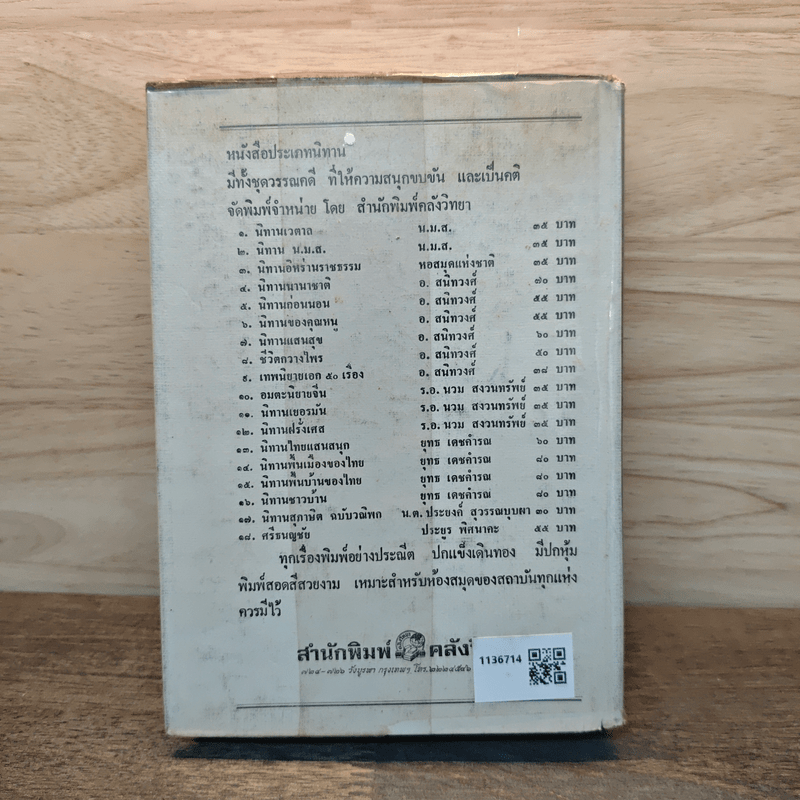 หนังสือประเภทนิทาน
มีทั้งชุดวรรณคดี ที่ให้ความสนุกขบขัน และเป็นคติ
จัดพิมพ์จำหน่าย โดย สำนักพิมพ์คลังวิทยา
๑. นิทานเวตาล น.ม.ส. ๓๕ บาท
๒. นิทาน น.ม.ส. น.ม.ส. ๓๕ บาท
๓. นิทานอิหร่านราชธรรม หอสมุดแห่งชาติ ๓๕ บาท
๔. นิทานนานาชาติ อ. สนิทวงศ์ ๗๐ บาท
๕. นิทานก่อนนอน อ. สนิทวงศ์ ๕๕ บาท
๖. นิทานของคุณหนู อ. สนิทวงศ์ ๕๕ บาท
๗. นิทานแสนสุข อ. สนิทวงศ์ ๖๐ บาท
๘. ชีวิตกวางไพร อ. สนิทวงศ์ ๕๐ บาท
๙. เทพนิยายเอก ๕๐ เรื่อง อ. สนิทวงศ์ ๓๘ บาท
๑๐. อมตะนิยายจีน ร.อ. นวม สงวนทรัพย์ ๓๕ บาท
๑๑. นิทานเยอรมัน ร.อ. นวม สงวนทรัพย์ ๓๕ บาท
๑๒. นิทานฝรั่งเศส ร.อ. นวม สงวนทรัพย์ ๓๕ บาท
๑๓. นิทานไทยแสนสนุก ยุทธ เดชคำรณ ๖๐ บาท
๑๔. นิทานพื้นเมืองของไทย ยุทธ เดชคำรณ ๘๐ บาท
๑๕. นิทานพื้นบ้านของไทย ยุทธ เดชคำรณ ๘๐ บาท
๑๖. นิทานชาวบ้าน ยุทธ เดชคำรณ ๘๐ บาท
๑๗. นิทานสุภาษิต ฉบับวณิพก น.ต. ประยงค์ สุวรรณบุบผา ๓๐ บาท
๑๘. ศรีธนญชัย ประยูร พิศนาคะ ๕๕ บาท
ทุกเรื่องพิมพ์อย่างประณีต ปกแข็งเดินทอง มีปกหุ้ม
พิมพ์สอดสีสวยงาม เหมาะสำหรับห้องสมุดของสถาบันทุกแห่ง
ควรมีไว้
สำนักพิมพ์ คลังวิ
๗๒๔-๗๒๖ วังบูรพา กรุงเทพฯ โทร. ๒๒๒๔๕๔๖
1136714